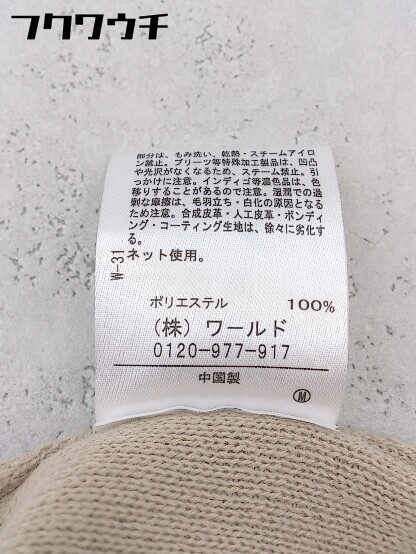 フクワウチ
部分は、もみ洗い、乾熱・スチームアイロ
ン禁止。プリーツ等特殊加工製品は、凹凸
や光沢がなくなるため、スチーム禁止。引
っかけに注意。インディゴ等濃色品は、色
移りすることがあるので注意。湿潤での過
剰な摩擦は、毛羽立ち・白化の原因となる
ため注意。合成皮革・人工皮革・ボンディ
ング・コーティング生地は、徐々に劣化す
る。
ネット使用。
W-31
ポリエステル 100%
(株) ワールド
0120-977-917
中国製
M